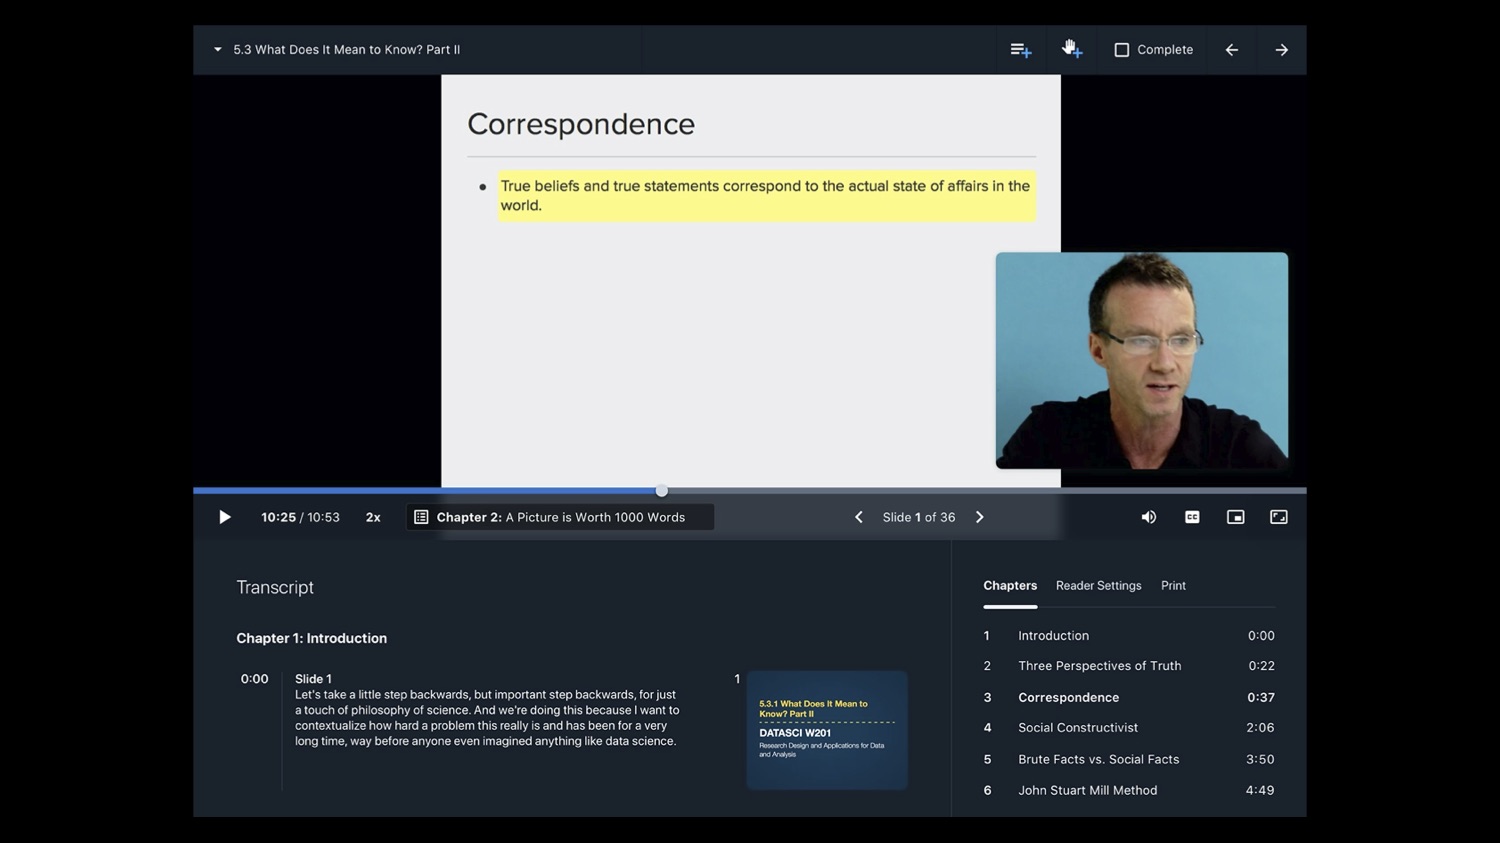 5.3 What Does It Mean to Know? Part II
Complete
Correspondence
• True beliefs and true statements correspond to the actual state of affairs in the
world.
10:25 / 10:53
2x
Chapter 2: A Picture is Worth 1000 Words
Slide 1 of 36
CC
Transcript
Chapter 1: Introduction
0:00
Slide 1
Let's take a little step backwards, but important step backwards, for just
a touch of philosophy of science. And we're doing this because I want to
contextualize how hard a problem this really is and has been for a very
long time, way before anyone even imagined anything like data science.
1
5.3.1 What Does It Mean to
Know? Part II
DATASCI W201
Research Design and Applications for Data
and Analysis
Chapters Reader Settings Print
1 Introduction 0:00
2 Three Perspectives of Truth 0:22
3 Correspondence 0:37
4 Social Constructivist 2:06
5 Brute Facts vs. Social Facts 3:50
6 John Stuart Mill Method 4:49